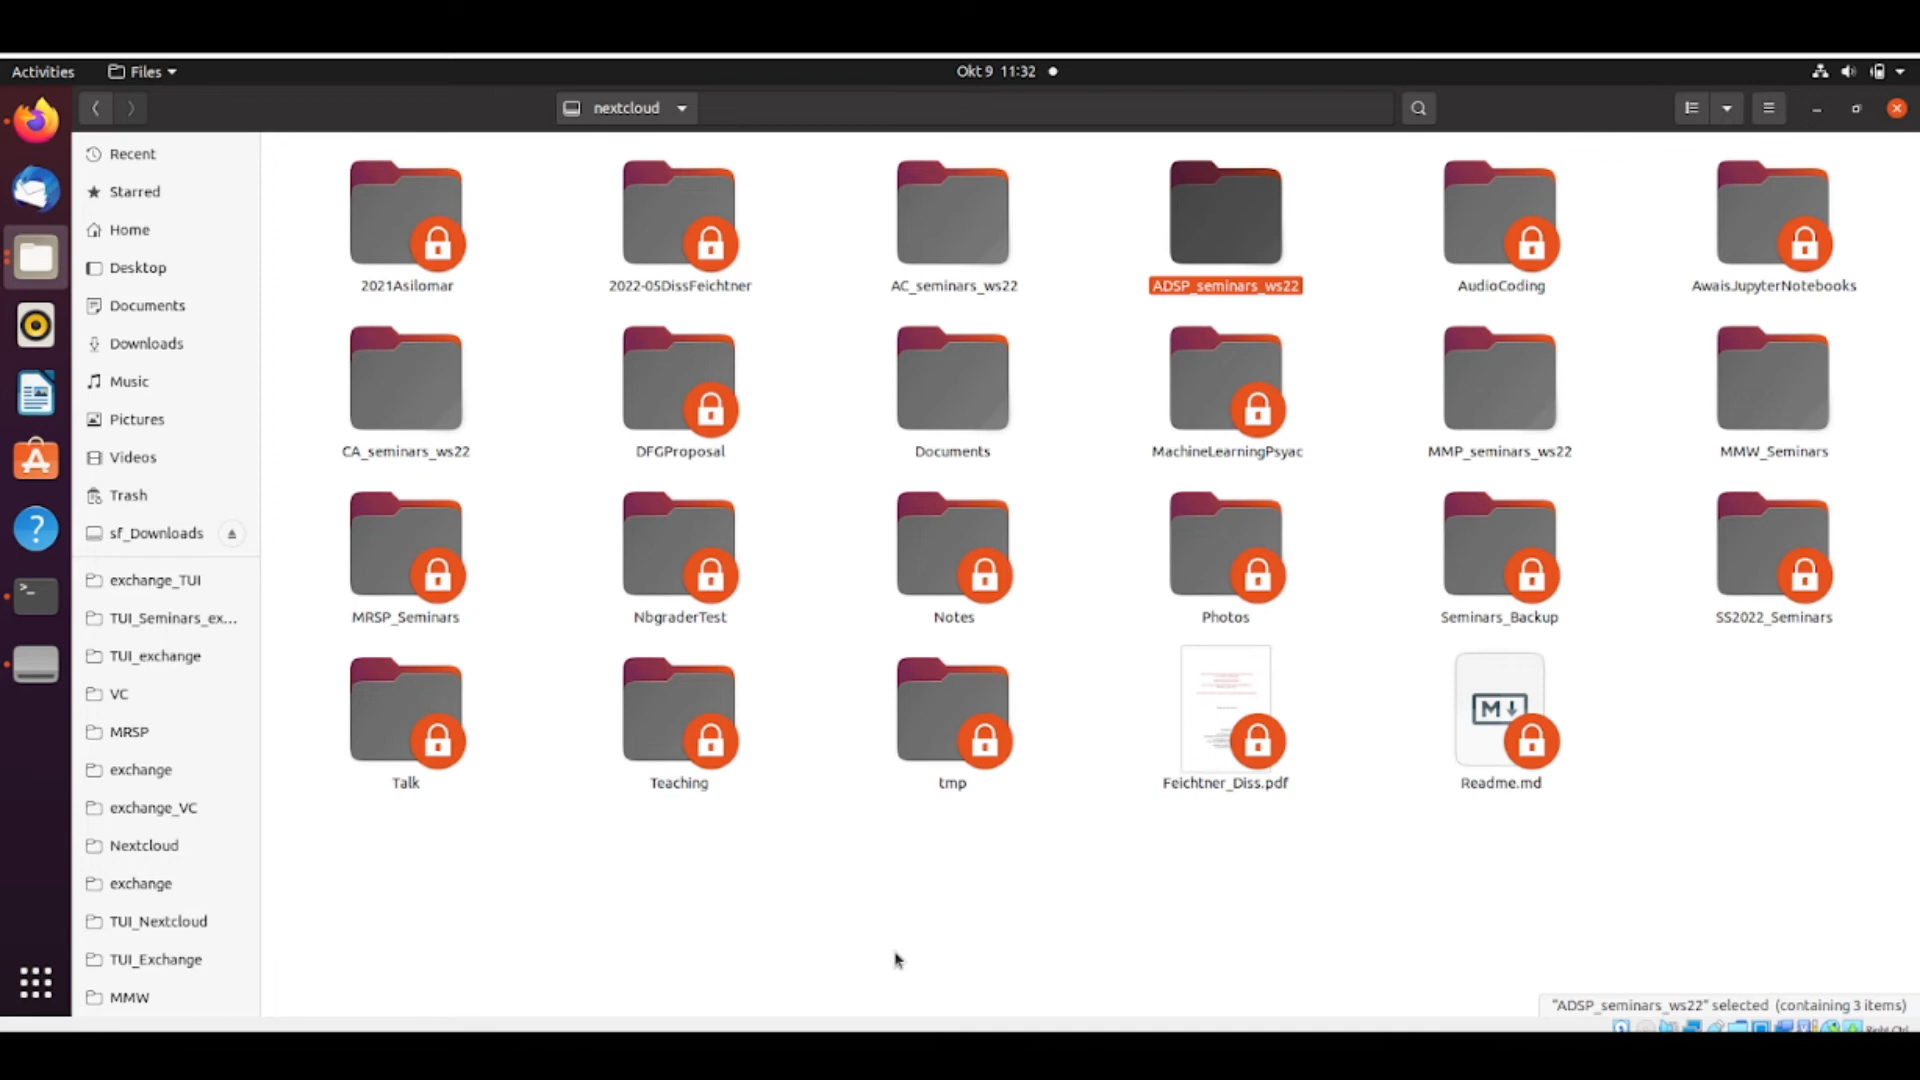 Activities
Files
Okt 9 11:32
nextcloud
Recent
Starred
Home
Desktop
Documents
Downloads
Music
Pictures
Videos
Trash
sf_Downloads
exchange_TUI
TUI_Seminars_ex...
TUI_exchange
VC
MRSP
exchange
exchange_VC
Nextcloud
exchange
TUI_Nextcloud
TUI_Exchange
MMW
2021Asilomar
2022-05DissFeichtner
AC_seminars_ws22
ADSP_seminars_ws22
AudioCoding
AwaisJupyterNotebooks
CA_seminars_ws22
DFGProposal
Documents
MachineLearningPsyac
MMP_seminars_ws22
MMW_Seminars
MRSP_Seminars
NbgraderTest
Notes
Photos
Seminars_Backup
SS2022_Seminars
Talk
Teaching
tmp
Feichtner_Diss.pdf
M
Readme.md
"ADSP_seminars_ws22" selected (containing 3 items)
Right Ctrl